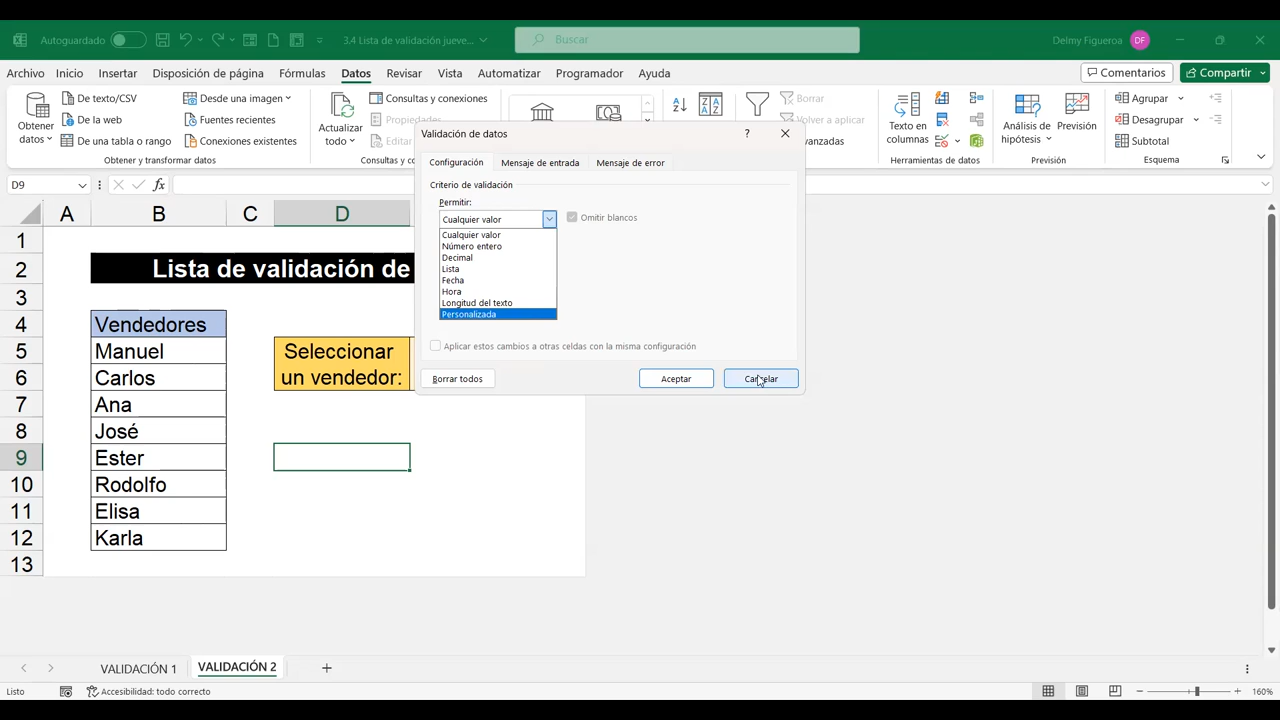 Autoguardado
3.4 Lista de validación jueve...
Buscar
Delmy Figueroa
DF
Archivo Inicio Insertar Disposición de página Fórmulas Datos Revisar Vista Automatizar Programador Ayuda
Comentarios
Compartir
Obtener datos
De texto/CSV
De la web
De una tabla o rango
Desde una imagen
Fuentes recientes
Conexiones existentes
Obtener y transformar datos
Actualizar todo
Consultas y conexiones
Propiedades
Editar
Consultas y co
Borrar
Volver a aplicar
vanzadas
Texto en columnas
Herramientas de datos
Análisis de hipótesis
Previsión
Previsión
Agrupar
Desagrupar
Subtotal
Esquema
D9
fx
Validación de datos
?
Configuración Mensaje de entrada Mensaje de error
Criterio de validación
Permitir:
Cualquier valor
Omitir blancos
Cualquier valor
Número entero
Decimal
Lista
Fecha
Hora
Longitud del texto
Personalizada
Aplicar estos cambios a otras celdas con la misma configuración
Borrar todos
Aceptar
Cancelar
A B C D
1
2 Lista de validación de
3
4 Vendedores
5 Manuel Seleccionar
6 Carlos un vendedor:
7 Ana
8 José
9 Ester
10 Rodolfo
11 Elisa
12 Karla
13
VALIDACIÓN 1
VALIDACIÓN 2
Listo
Accesibilidad: todo correcto
160%